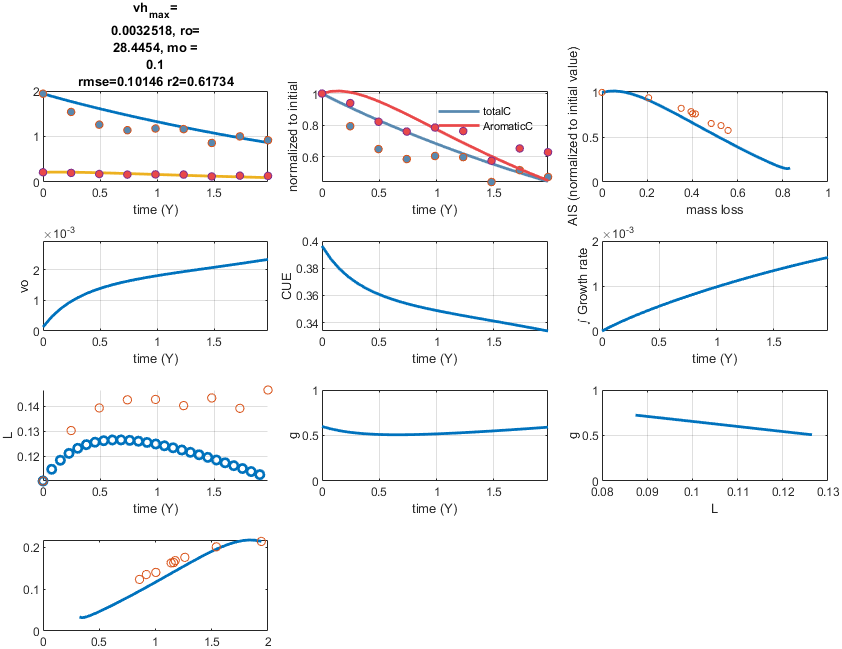 vh_max=
0.0032518, ro=
28.4454, mo =
0.1
rmse=0.10146 r2=0.61734
2
1
0
0 0.5 1 1.5
time (Y)
normalized to initial
1
0.8
0.6
totalC
AromaticC
0 0.5 1 1.5
time (Y)
AIS (normalized to initial value)
1
0.5
0
0 0.2 0.4 0.6 0.8 1
mass loss
×10^-3
vo
2
1
0
0 0.5 1 1.5
time (Y)
CUE
0.4
0.38
0.36
0.34
0 0.5 1 1.5
time (Y)
×10^-3
∫ Growth rate
2
1
0
0 0.5 1 1.5
time (Y)
L
0.14
0.13
0.12
0 0.5 1 1.5
time (Y)
g
1
0.5
0
0 0.5 1 1.5
time (Y)
g
1
0.5
0
0.08 0.09 0.1 0.11 0.12 0.13
L
0.2
0.1
0
0 0.5 1 1.5 2